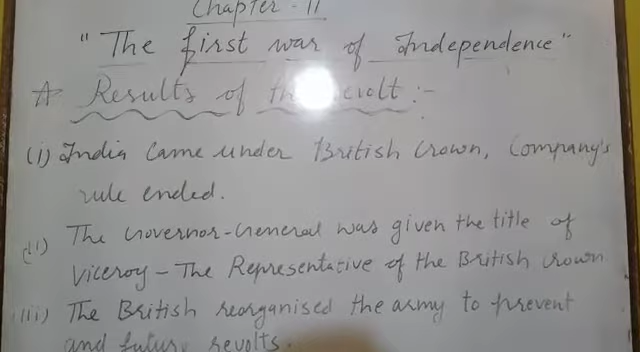 Chapter - 11
"The first war of Independence"
Results of :-
(i) India Came under British Crown, Company's
rule ended.
(ii) The Governor-General was given the title of
Viceroy - The Representative of the British Crown
(iii) The British reorganised the army to prevent
and future revolts.